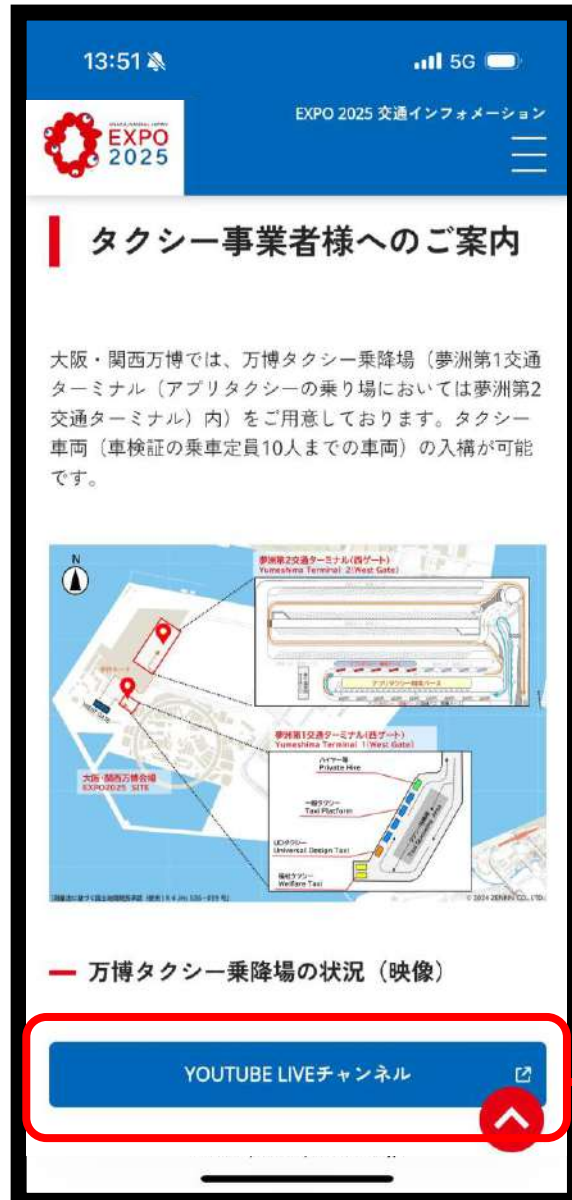 13:51
5G
EXPO
2025
EXPO 2025 交通インフォメーション
タクシー事業者様へのご案内
大阪・関西万博では、万博タクシー乗降場（夢洲第1交通
ターミナル（アプリタクシーの乗り場においては夢洲第2
交通ターミナル）内）をご用意しております。タクシー
車両（車検証の乗車定員10人までの車両）の入構が可能
です。
N
夢洲第2交通ターミナル(西ゲート)
Yumeshima Terminal 2(West Gate)
アプリタクシー
夢洲第1交通ターミナル(西ゲート)
Yumeshima Terminal 1(West Gate)
ハイヤー等
Private Hire
一般タクシー
Taxi Platform
UDタクシー
Universal Design Taxi
福祉タクシー
Welfare Taxi
WEST GATE
大阪・関西万博会場
EXPO2025 SITE
© 2024 ZENRIN CO., LTD.
万博タクシー乗降場の状況（映像）
YOUTUBE LIVEチャンネル